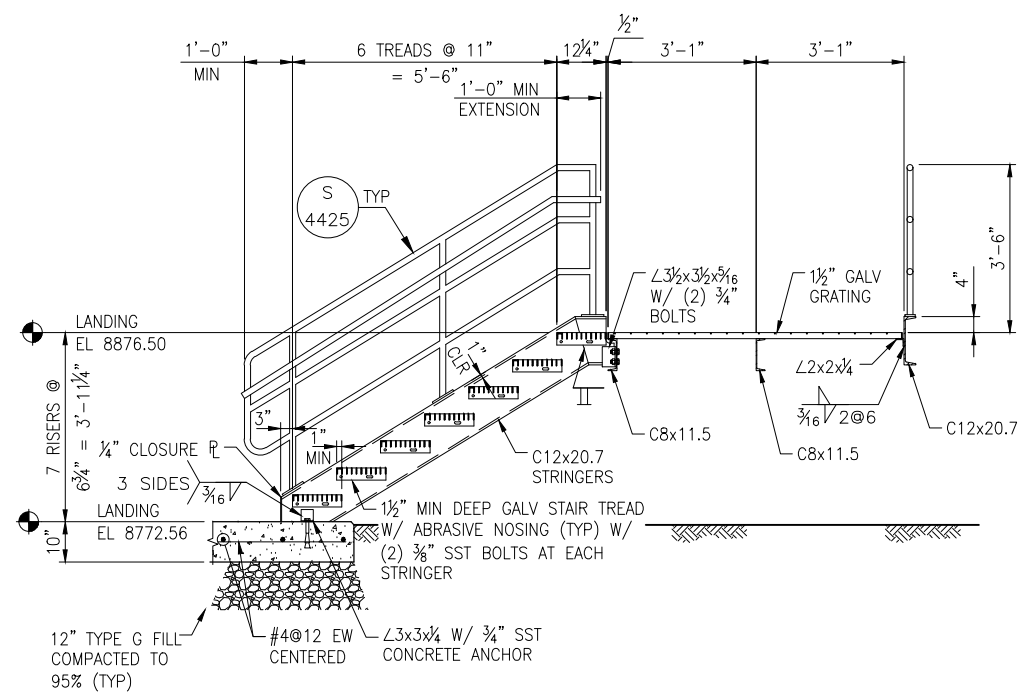 1'-0"
MIN
6 TREADS @ 11"
= 5'-6"
12¼"
½"
3'-1"
3'-1"
1'-0" MIN
EXTENSION
S
4425
TYP
∠3½x3½x5⁄16
W/ (2) ¾"
BOLTS
1½" GALV
GRATING
4"
3'-6"
LANDING
EL 8876.50
7 RISERS @
6¾" = 3'-11¼"
1"
CLR
3"
1"
MIN
∠2x2x¼
3⁄16
2@6
C12x20.7
C8x11.5
C8x11.5
C12x20.7
STRINGERS
¼" CLOSURE PL
3 SIDES
3⁄16
LANDING
EL 8772.56
10"
1½" MIN DEEP GALV STAIR TREAD
W/ ABRASIVE NOSING (TYP) W/
(2) ⅜" SST BOLTS AT EACH
STRINGER
12" TYPE G FILL
COMPACTED TO
95% (TYP)
#4@12 EW
CENTERED
∠3x3x¼ W/ ¾" SST
CONCRETE ANCHOR